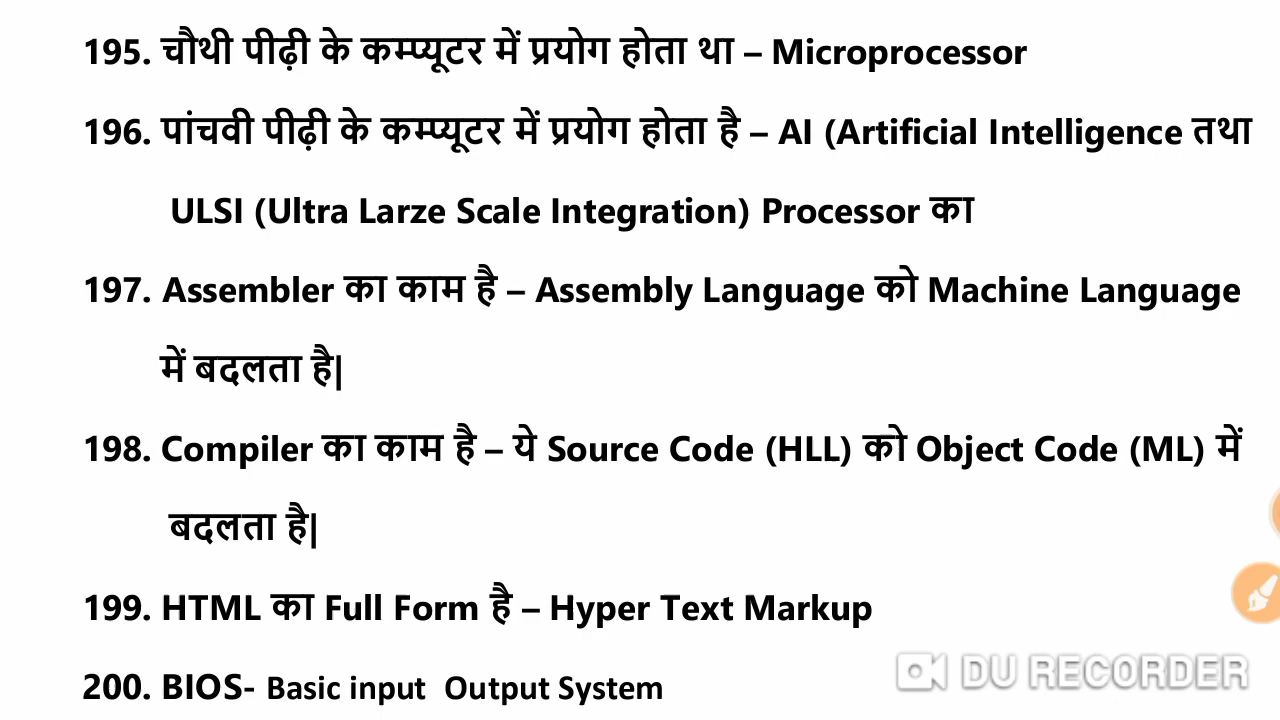 195. चौथी पीढ़ी के कम्प्यूटर में प्रयोग होता था – Microprocessor
196. पांचवी पीढ़ी के कम्प्यूटर में प्रयोग होता है – AI (Artificial Intelligence तथा
ULSI (Ultra Larze Scale Integration) Processor का
197. Assembler का काम है – Assembly Language को Machine Language
में बदलता है|
198. Compiler का काम है – ये Source Code (HLL) को Object Code (ML) में
बदलता है|
199. HTML का Full Form है – Hyper Text Markup
200. BIOS- Basic input Output System
DU RECORDER